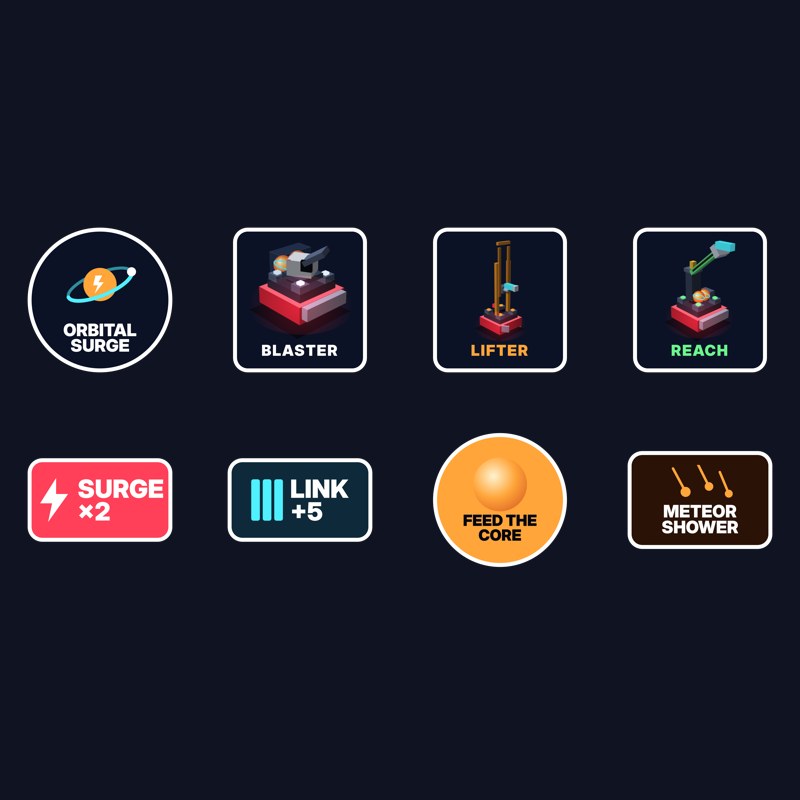 ORBITAL
SURGE
BLASTER
LIFTER
REACH
SURGE
×2
LINK
+5
FEED THE
CORE
METEOR
SHOWER